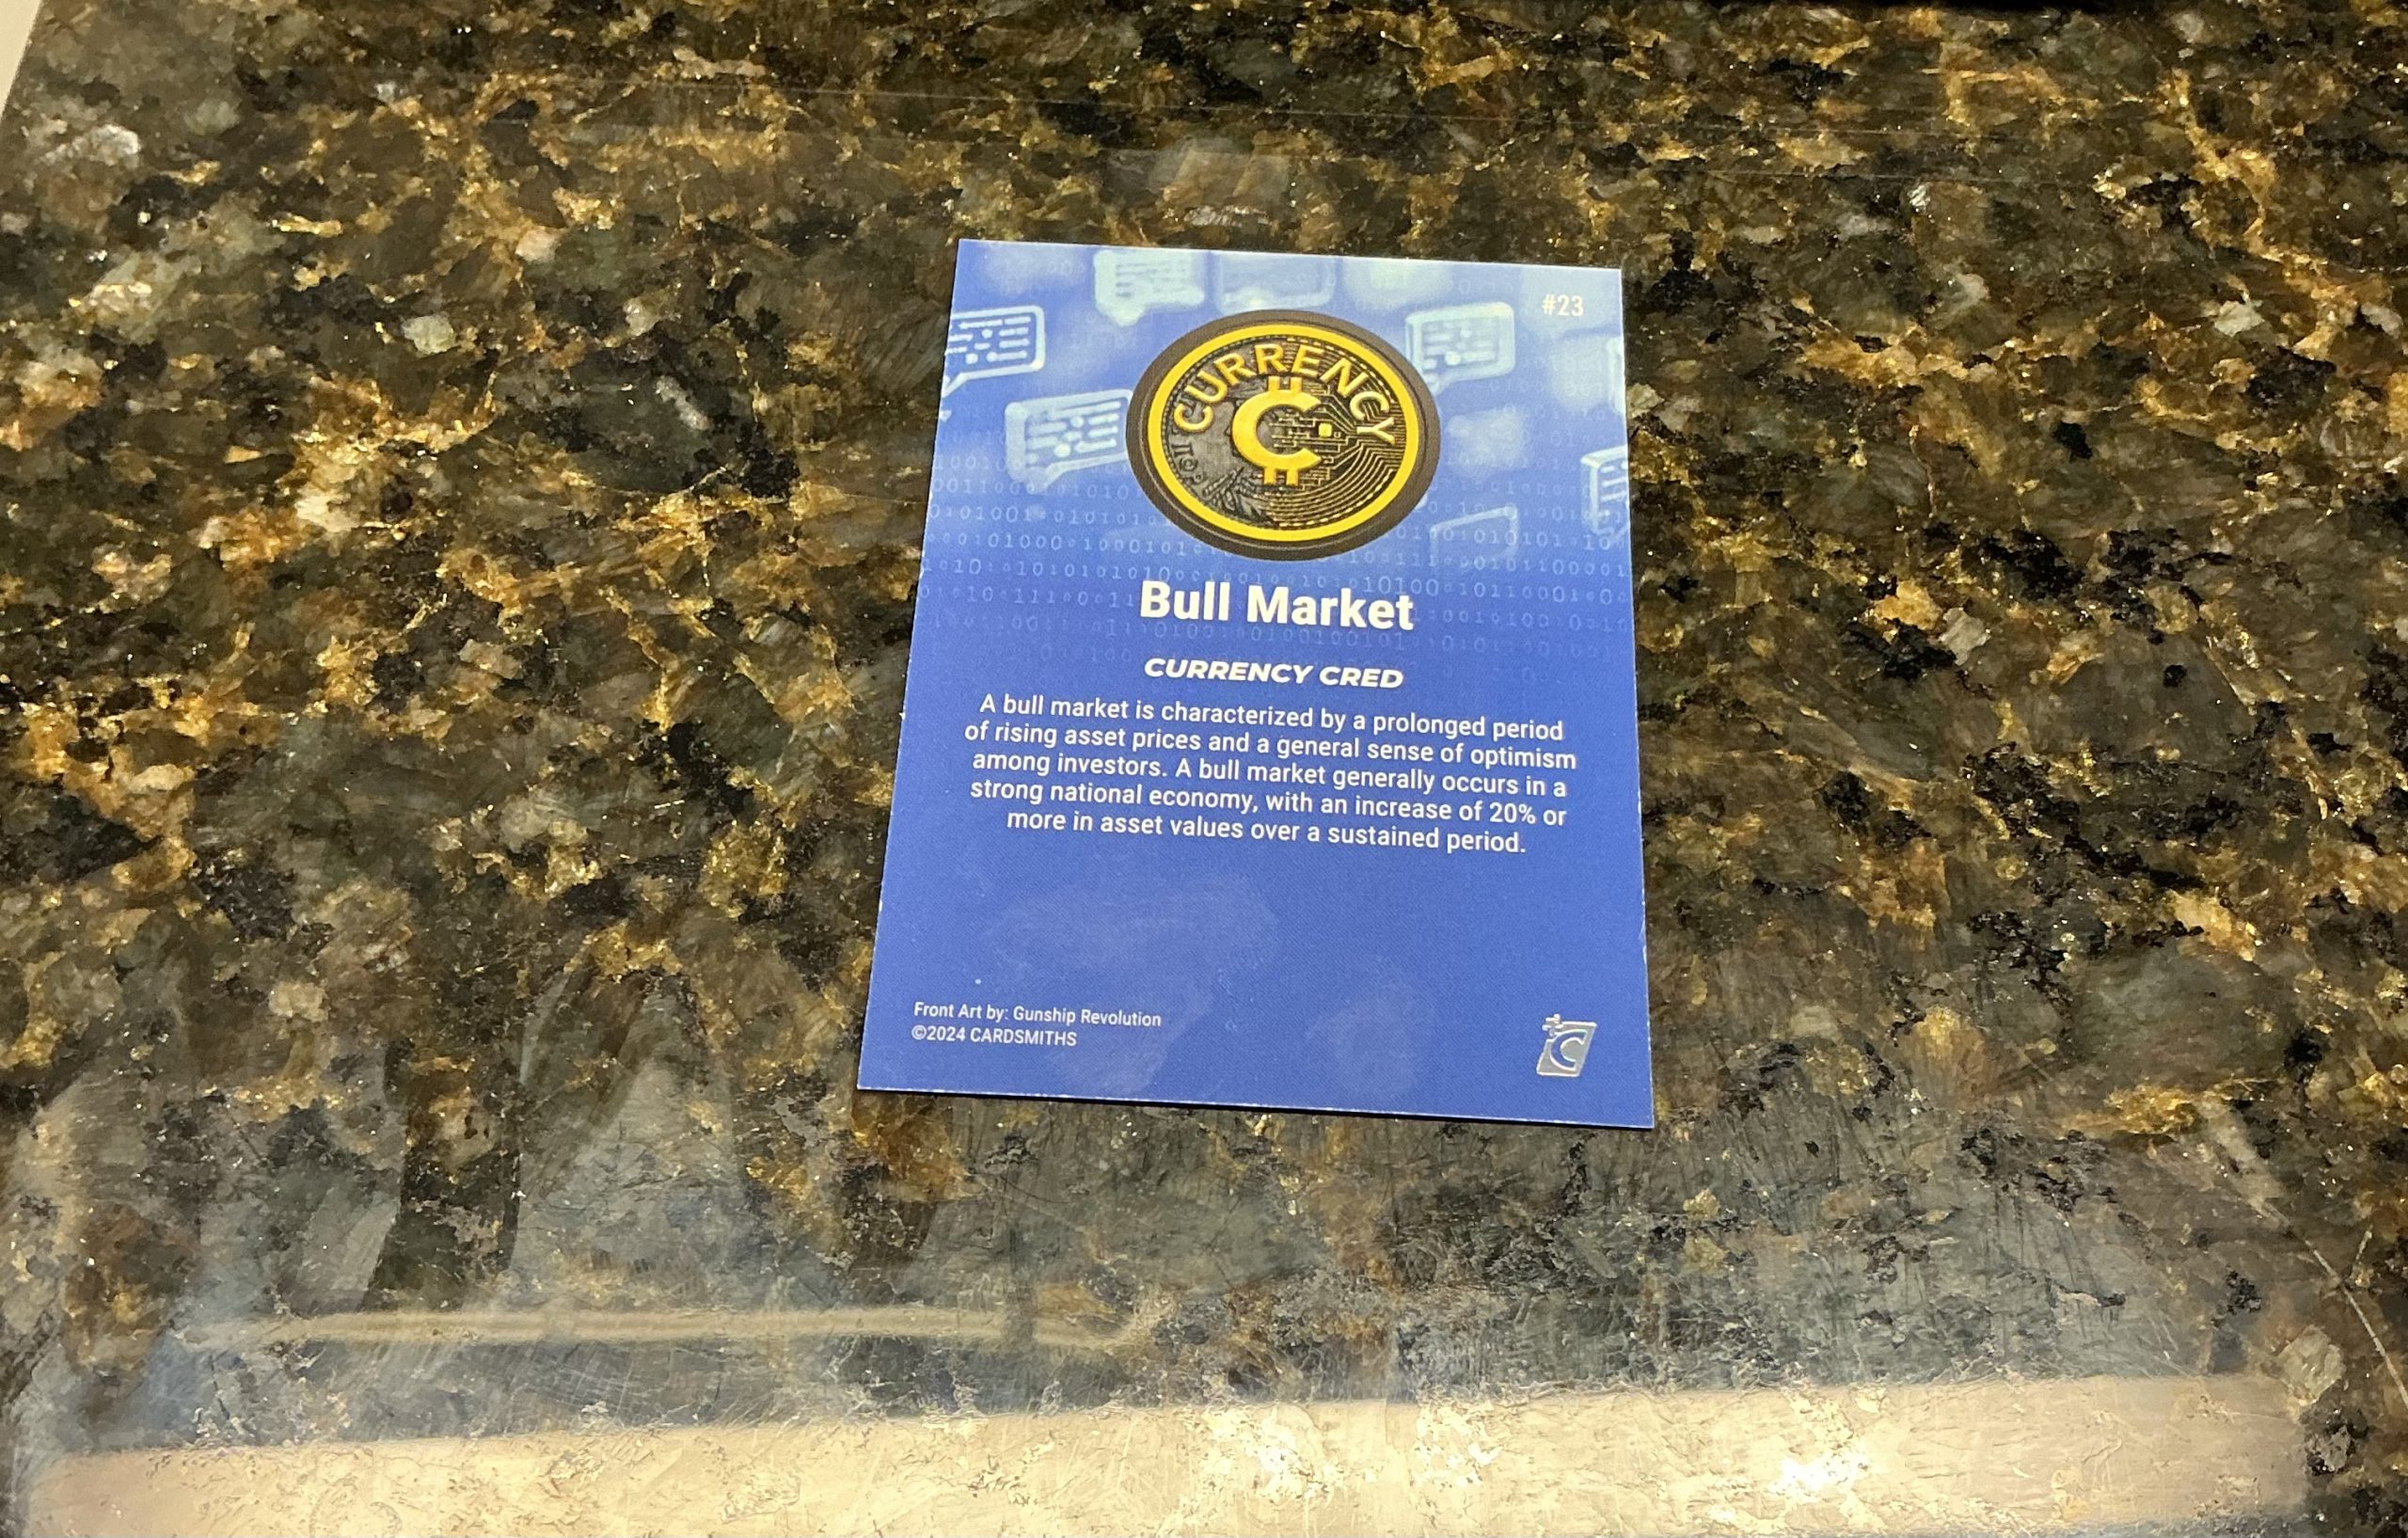 #23
CURRENCY
Bull Market
CURRENCY CRED
A bull market is characterized by a prolonged period
of rising asset prices and a general sense of optimism
among investors. A bull market generally occurs in a
strong national economy, with an increase of 20% or
more in asset values over a sustained period.
Front Art by: Gunship Revolution
©2024 CARDSMITHS